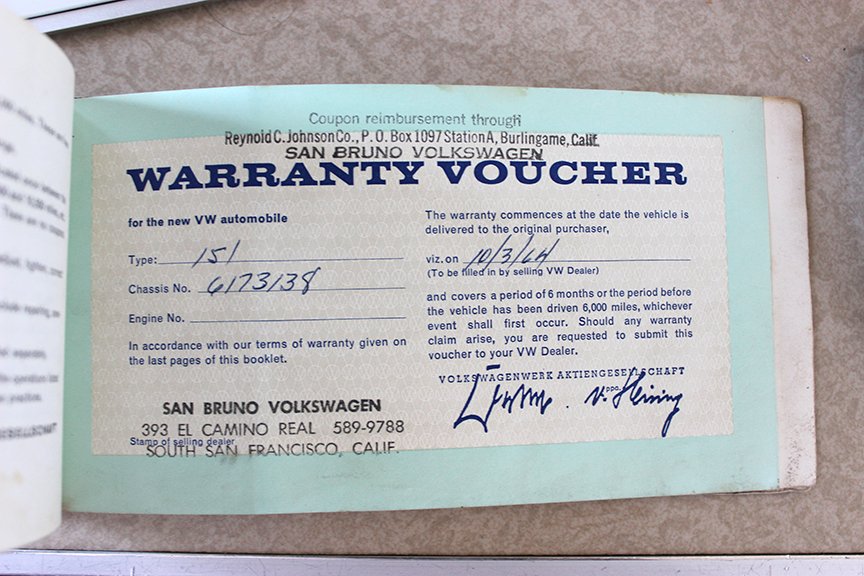 Coupon reimbursement through
Reynold C. Johnson Co., P. O. Box 1097 Station A, Burlingame, Calif.
SAN BRUNO VOLKSWAGEN
WARRANTY VOUCHER
for the new VW automobile
Type: 151
Chassis No. 6173138
Engine No.
In accordance with our terms of warranty given on
the last pages of this booklet.
SAN BRUNO VOLKSWAGEN
393 EL CAMINO REAL 589-9788
Stamp of selling dealer
SOUTH SAN FRANCISCO, CALIF.
The warranty commences at the date the vehicle is
delivered to the original purchaser,
viz. on 10/3/64
(To be filled in by selling VW Dealer)
and covers a period of 6 months or the period before
the vehicle has been driven 6,000 miles, whichever
event shall first occur. Should any warranty
claim arise, you are requested to submit this
voucher to your VW Dealer.
VOLKSWAGENWERK AKTIENGESELLSCHAFT
ppa.